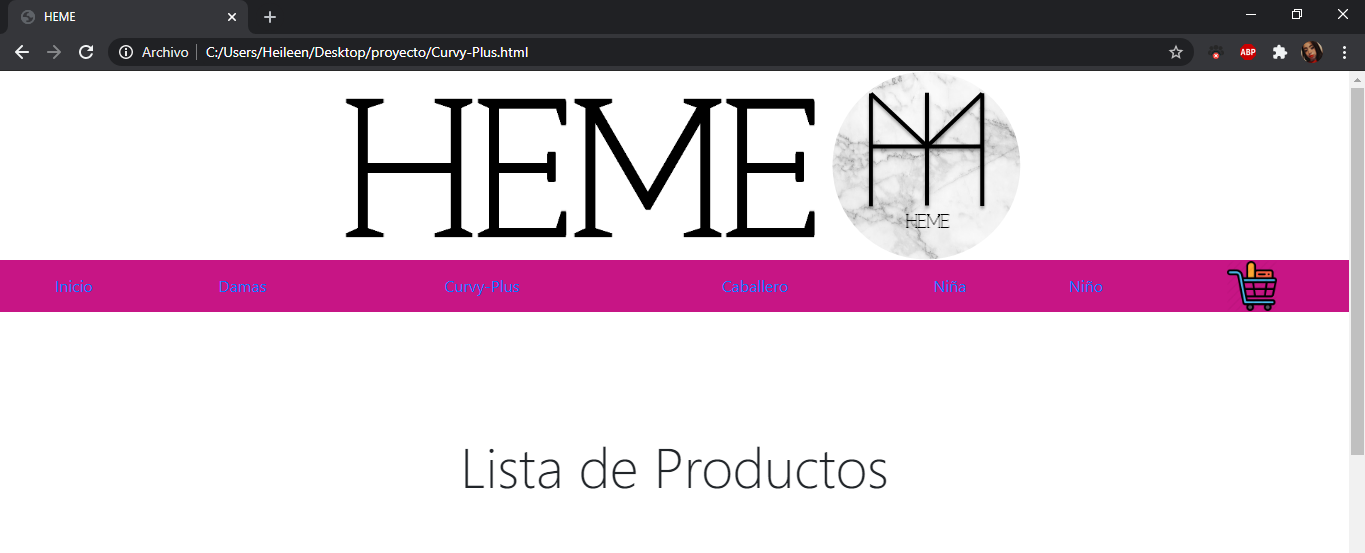 HEME
Archivo C:/Users/Heileen/Desktop/proyecto/Curvy-Plus.html
ABP
HEME
HEME
Inicio Damas Curvy-Plus Caballero Niña Niño
Lista de Productos